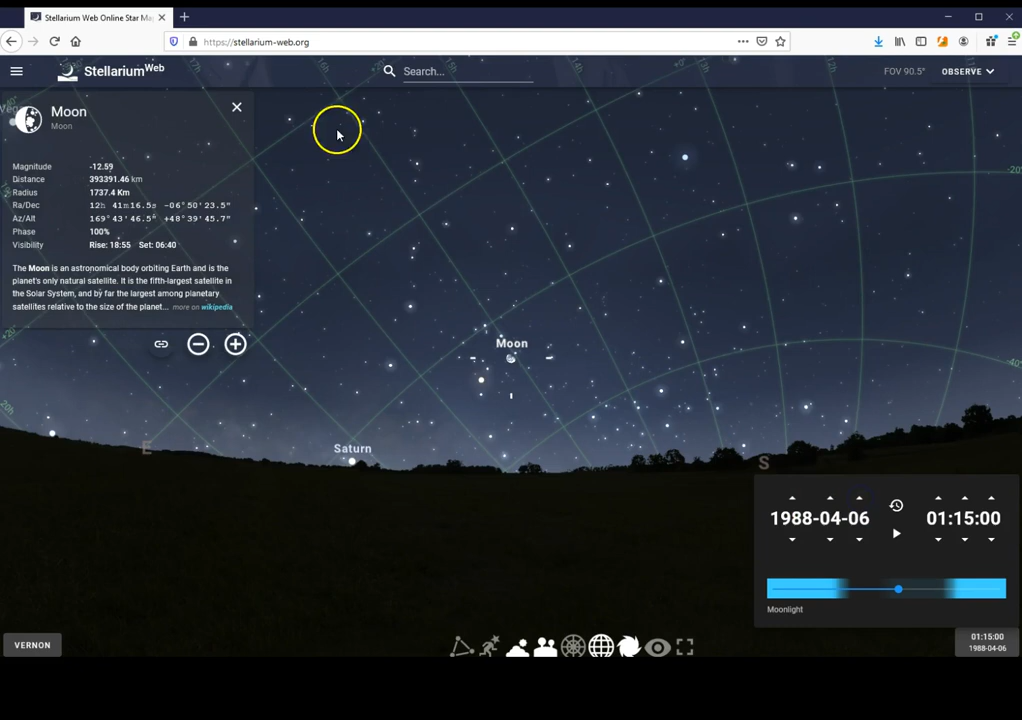 Stellarium Web Online Star Ma
https://stellarium-web.org
StellariumWeb
Search...
FOV 90.5°
OBSERVE
Moon
Moon
Magnitude -12.59
Distance 393391.46 km
Radius 1737.4 Km
Ra/Dec 12h 41m16.5s -06°50'23.5"
Az/Alt 169°43'46.5" +48°39'45.7"
Phase 100%
Visibility Rise: 18:55 Set: 06:40
The Moon is an astronomical body orbiting Earth and is the
planet's only natural satellite. It is the fifth-largest satellite in
the Solar System, and by far the largest among planetary
satellites relative to the size of the planet... more on wikipedia
-20°
Moon
-40°
20h
E
Saturn
S
1988-04-06 01:15:00
Moonlight
VERNON
01:15:00
1988-04-06